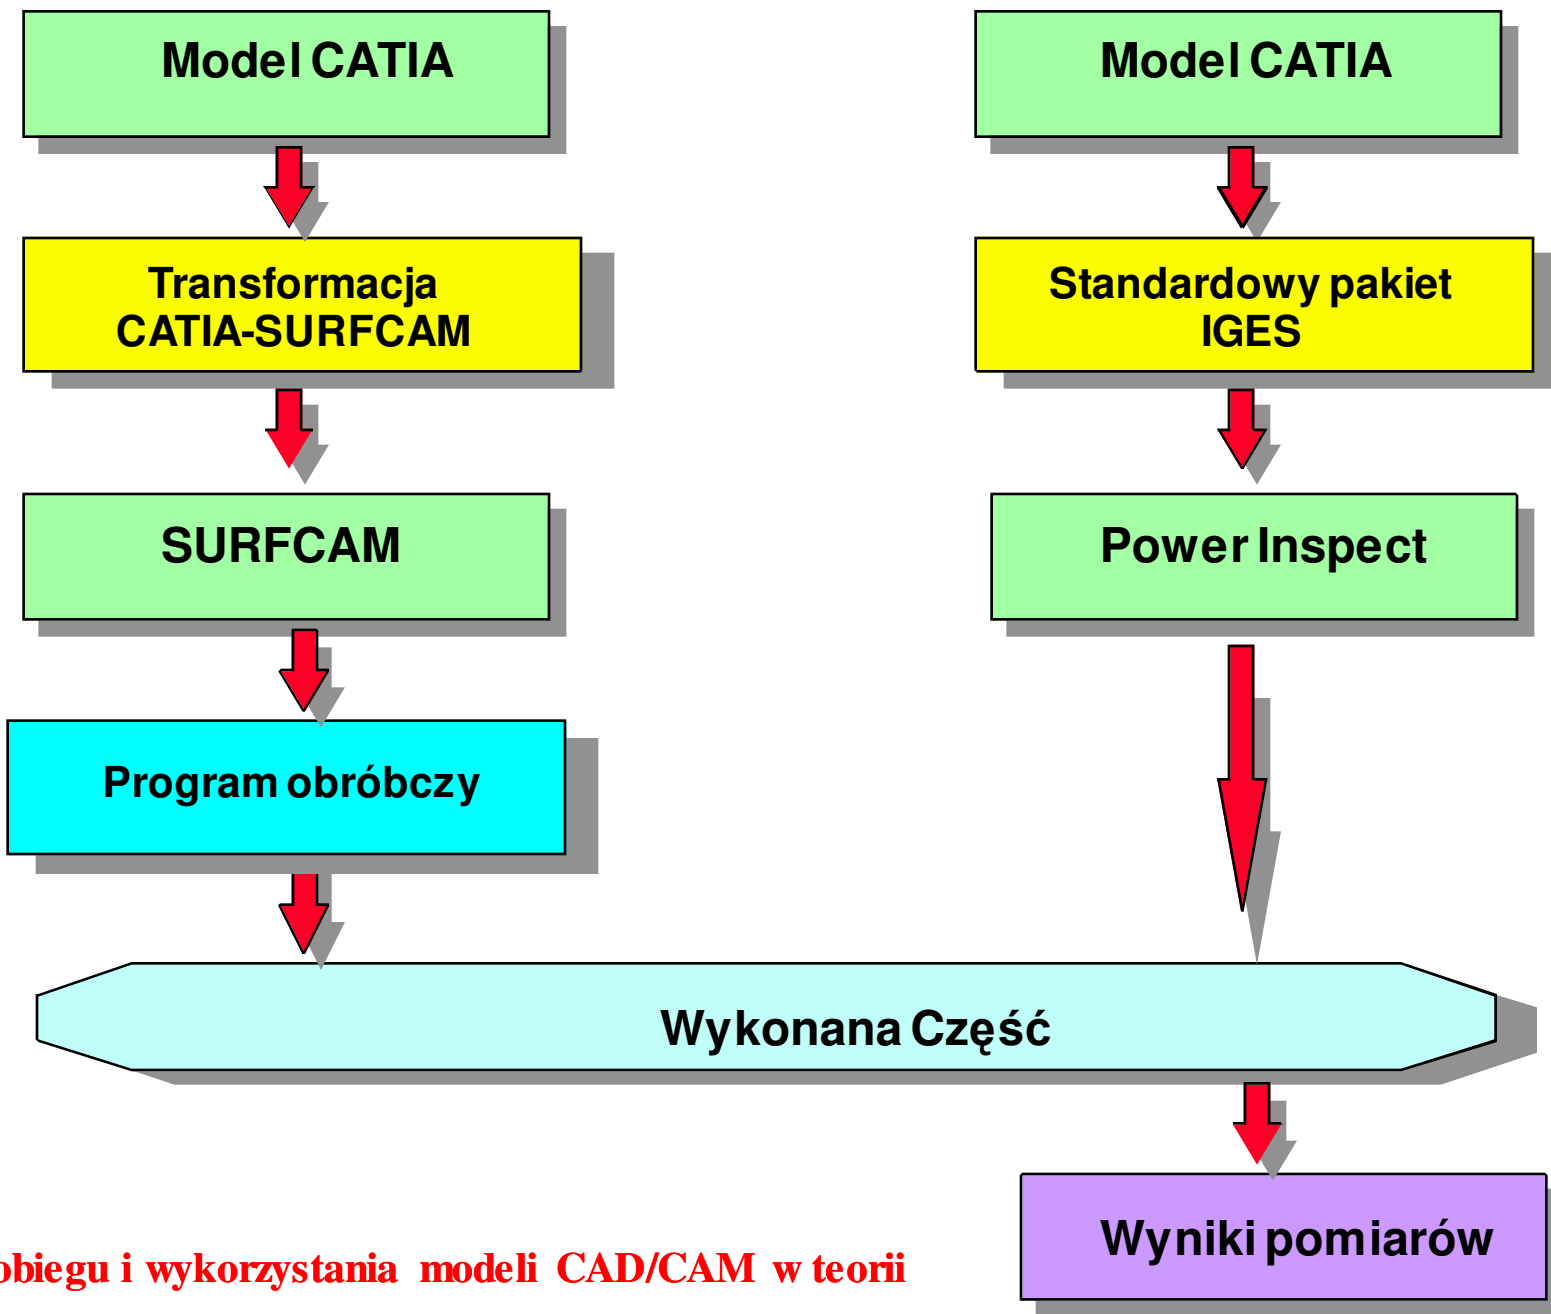 Model CATIA
Model CATIA
Transformacja
CATIA-SURFCAM
Standardowy pakiet
IGES
SURFCAM
Power Inspect
Program obróbczy
Wykonana Część
Wyniki pomiarów
obiegu i wykorzystania modeli CAD/CAM w teorii